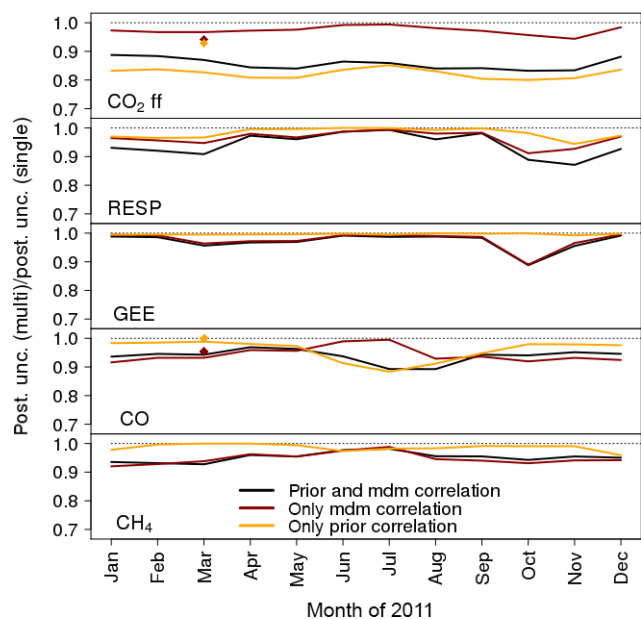 Post. unc. (multi)/post. unc. (single)
1.0
0.9
0.8
0.7
CO₂ ff
1.0
0.9
0.8
0.7
RESP
1.0
0.9
0.8
0.7
GEE
1.0
0.9
0.8
0.7
CO
1.0
0.9
0.8
0.7
CH₄
Prior and mdm correlation
Only mdm correlation
Only prior correlation
Jan Feb Mar Apr May Jun Jul Aug Sep Oct Nov Dec
Month of 2011